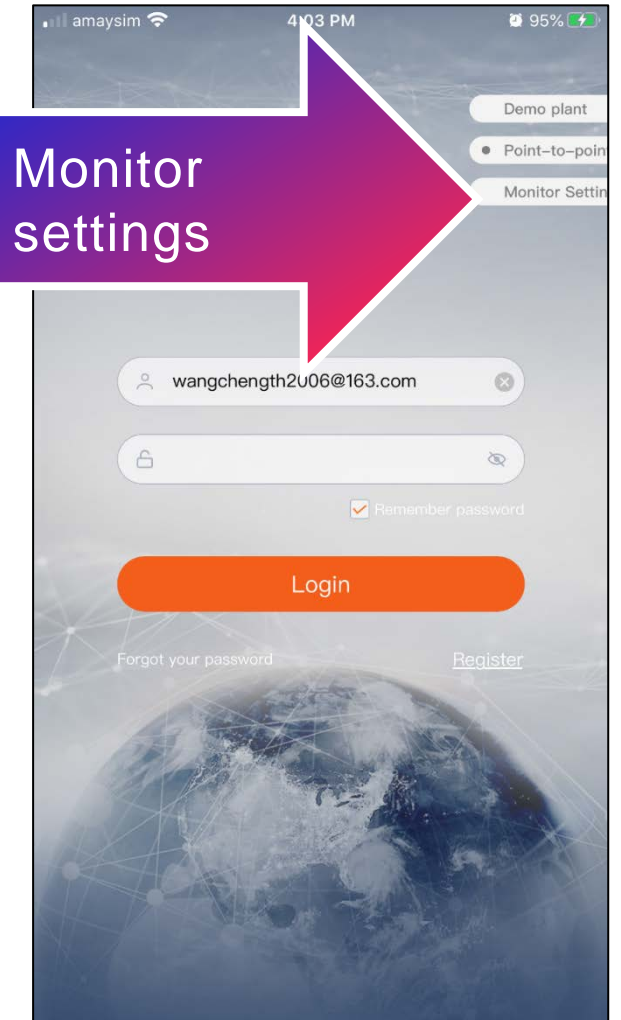 amaysim 4:03 PM 95%
Demo plant
Point-to-poin
Monitor Settin
Monitor
settings
wangchength2006@163.com
Remember password
Login
Forgot your password Register